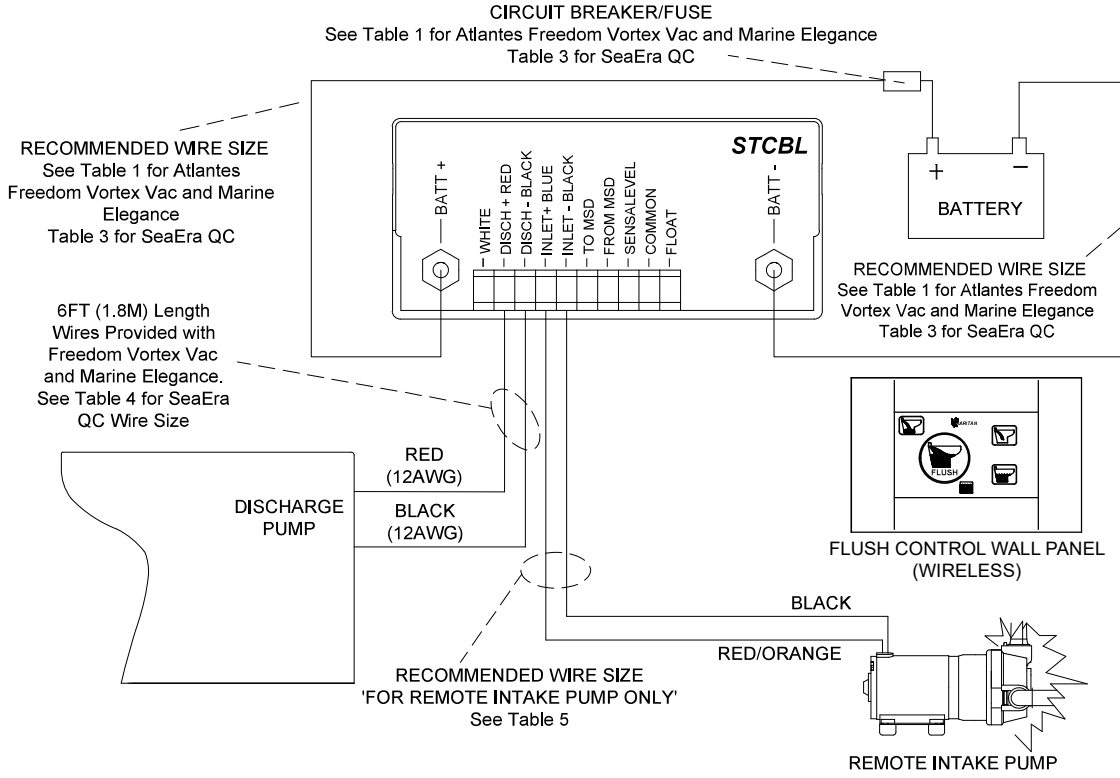 CIRCUIT BREAKER/FUSE
See Table 1 for Atlantes Freedom Vortex Vac and Marine Elegance
Table 3 for SeaEra QC
RECOMMENDED WIRE SIZE
See Table 1 for Atlantes
Freedom Vortex Vac and Marine
Elegance
Table 3 for SeaEra QC
STCBL
BATT +
- WHITE
- DISCH + RED
- DISCH - BLACK
- INLET+ BLUE
- INLET - BLACK
- TO MSD
- FROM MSD
- SENSALEVEL
- COMMON
- FLOAT
BATT -
+ −
BATTERY
RECOMMENDED WIRE SIZE
See Table 1 for Atlantes Freedom
Vortex Vac and Marine Elegance
Table 3 for SeaEra QC
6FT (1.8M) Length
Wires Provided with
Freedom Vortex Vac
and Marine Elegance.
See Table 4 for SeaEra
QC Wire Size
RED
(12AWG)
BLACK
(12AWG)
DISCHARGE
PUMP
FLUSH
FLUSH CONTROL WALL PANEL
(WIRELESS)
BLACK
RED/ORANGE
RECOMMENDED WIRE SIZE
'FOR REMOTE INTAKE PUMP ONLY'
See Table 5
REMOTE INTAKE PUMP